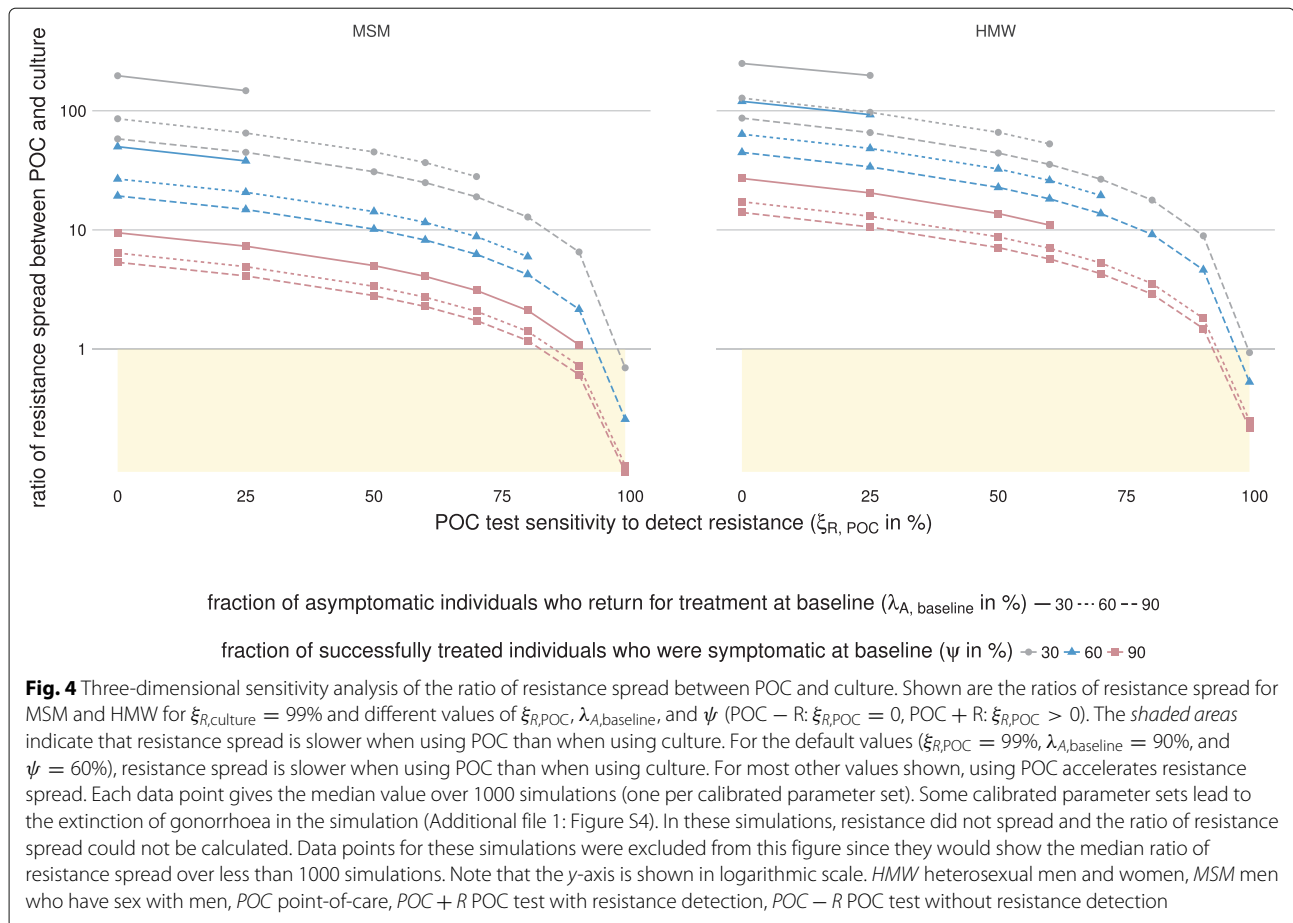 MSM
HMW
ratio of resistance spread between POC and culture
100
10
1
0 25 50 75 100
0 25 50 75 100
POC test sensitivity to detect resistance (ξR, POC in %)
fraction of asymptomatic individuals who return for treatment at baseline (λA, baseline in %) 30 60 90
fraction of successfully treated individuals who were symptomatic at baseline (ψ in %) 30 60 90
Fig. 4 Three-dimensional sensitivity analysis of the ratio of resistance spread between POC and culture. Shown are the ratios of resistance spread for
MSM and HMW for ξR,culture = 99% and different values of ξR,POC, λA,baseline, and ψ (POC − R: ξR,POC = 0, POC + R: ξR,POC > 0). The shaded areas
indicate that resistance spread is slower when using POC than when using culture. For the default values (ξR,POC = 99%, λA,baseline = 90%, and
ψ = 60%), resistance spread is slower when using POC than when using culture. For most other values shown, using POC accelerates resistance
spread. Each data point gives the median value over 1000 simulations (one per calibrated parameter set). Some calibrated parameter sets lead to
the extinction of gonorrhoea in the simulation (Additional file 1: Figure S4). In these simulations, resistance did not spread and the ratio of resistance
spread could not be calculated. Data points for these simulations were excluded from this figure since they would show the median ratio of
resistance spread over less than 1000 simulations. Note that the y-axis is shown in logarithmic scale. HMW heterosexual men and women, MSM men
who have sex with men, POC point-of-care, POC + R POC test with resistance detection, POC − R POC test without resistance detection